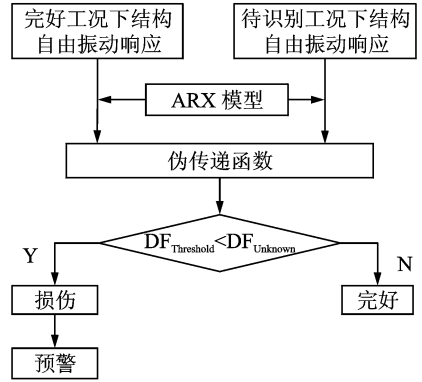 完好工况下结构
自由振动响应
待识别工况下结构
自由振动响应
ARX 模型
伪传递函数
DFThreshold<DFUnknown
Y
N
损伤
完好
预警